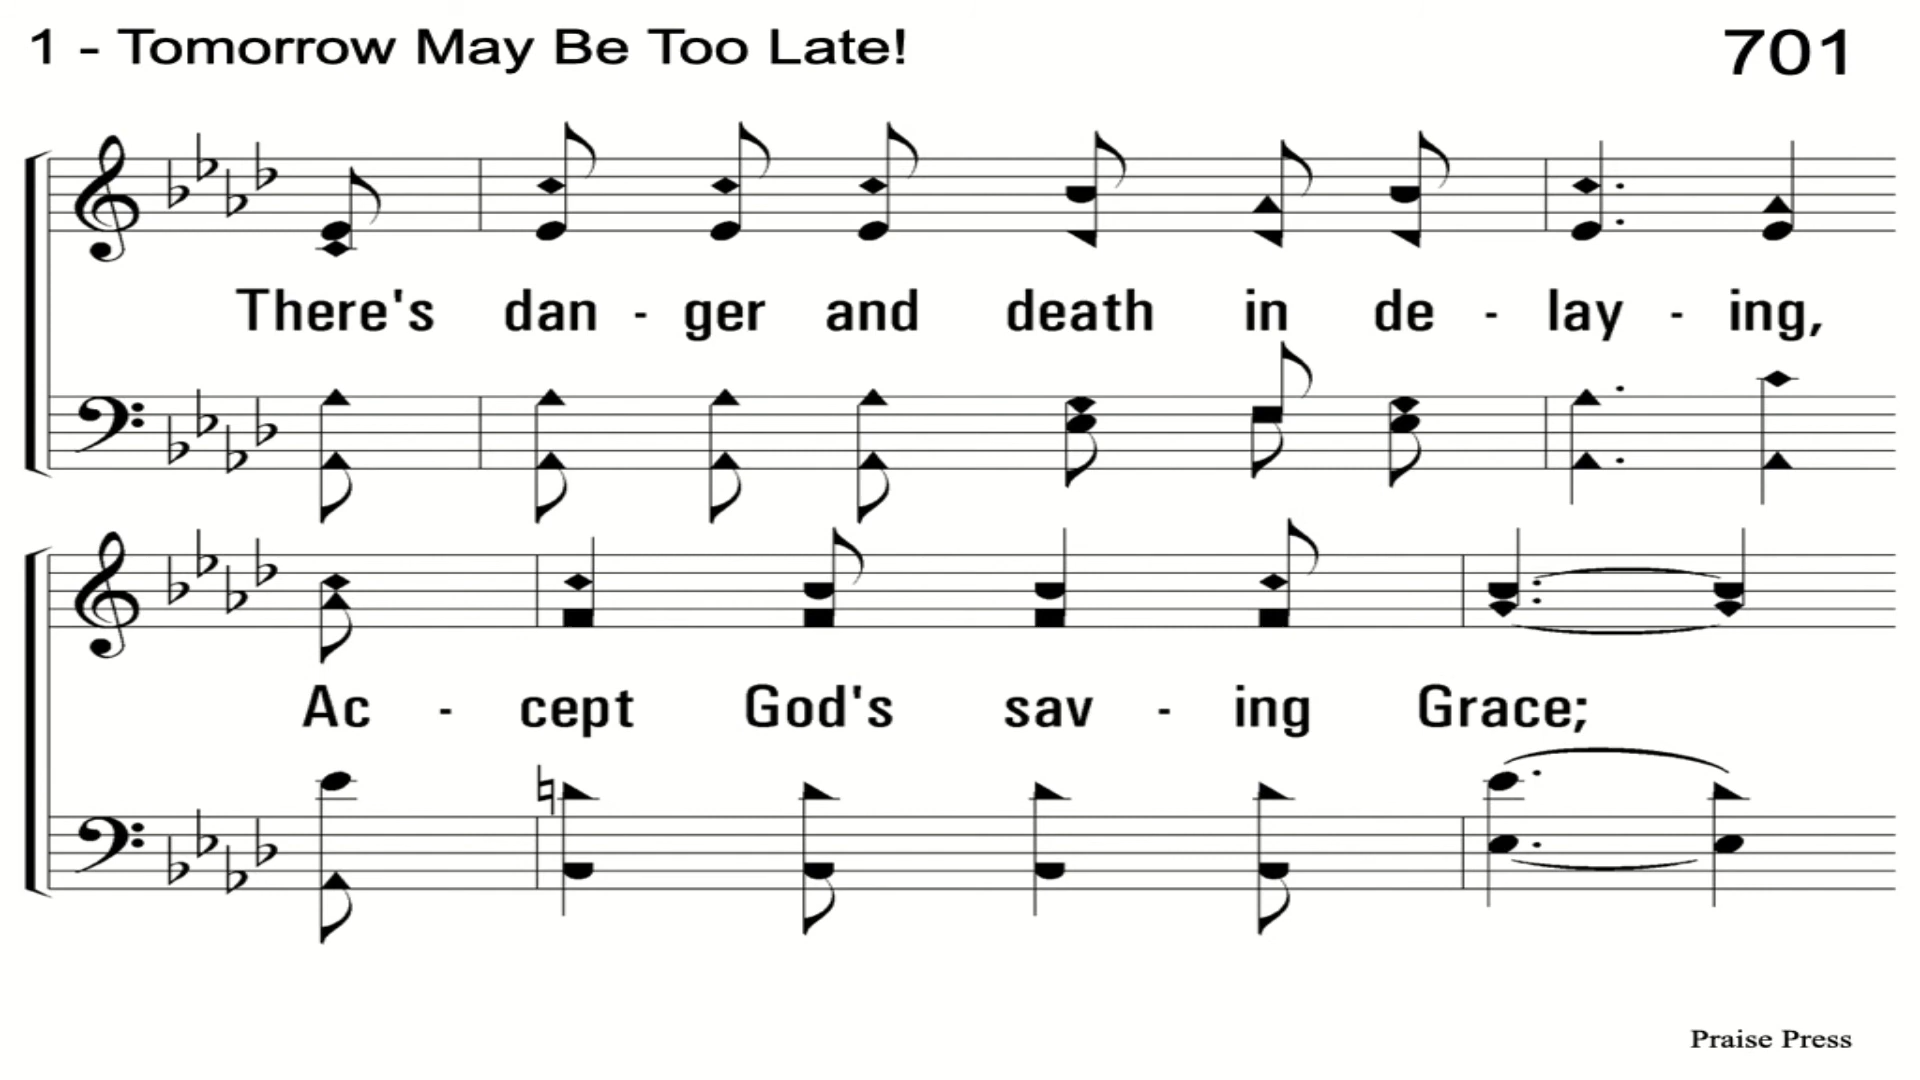 1 - Tomorrow May Be Too Late!
701
There's dan - ger and death in de - lay - ing,
Ac - cept God's sav - ing Grace;
Praise Press